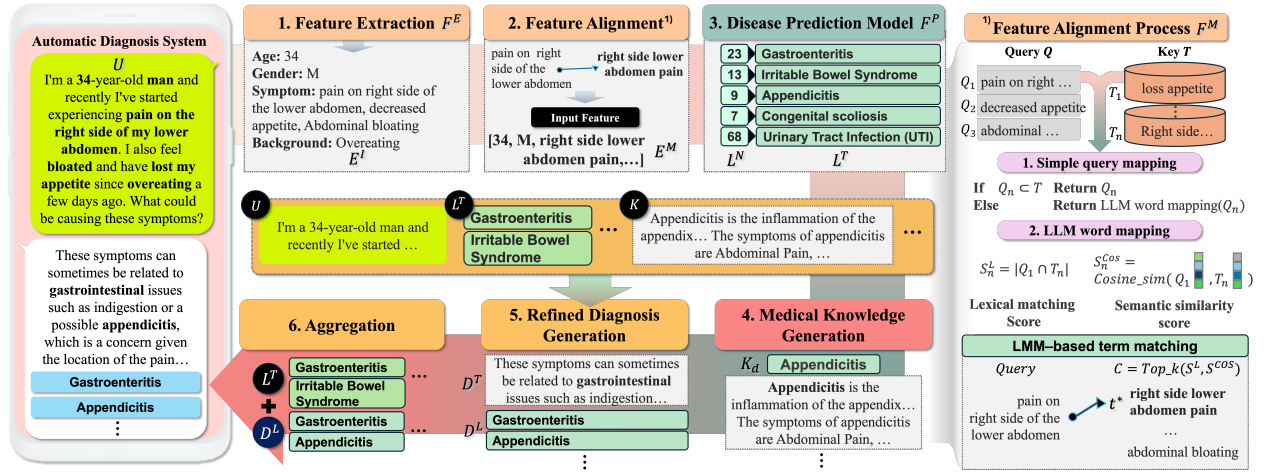 Automatic Diagnosis System
U
I'm a 34-year-old man and
recently I've started
experiencing pain on the
right side of my lower
abdomen. I also feel
bloated and have lost my
appetite since overeating a
few days ago. What could
be causing these symptoms?
These symptoms can
sometimes be related to
gastrointestinal issues
such as indigestion or a
possible appendicitis,
which is a concern given
the location of the pain…
Gastroenteritis
Appendicitis
⋮
1. Feature Extraction F^E
Age: 34
Gender: M
Symptom: pain on right side of
the lower abdomen, decreased
appetite, Abdominal bloating
Background: Overeating
E^I
2. Feature Alignment¹⁾
pain on right
side of the
lower abdomen
right side lower
abdomen pain
Input Feature
[34, M, right side lower
abdomen pain,…]
E^M
3. Disease Prediction Model F^P
23 Gastroenteritis
13 Irritable Bowel Syndrome
9 Appendicitis
7 Congenital scoliosis
68 Urinary Tract Infection (UTI)
L^N L^T
U
I'm a 34-year-old man and
recently I've started …
L^T
Gastroenteritis
Irritable Bowel
Syndrome
…
K
Appendicitis is the inflammation of the
appendix… The symptoms of appendicitis
are Abdominal Pain, …
…
4. Medical Knowledge
Generation
K_d Appendicitis
Appendicitis is the
inflammation of the appendix…
The symptoms of appendicitis
are Abdominal Pain, …
⋮
5. Refined Diagnosis
Generation
D^T
These symptoms can sometimes
be related to gastrointestinal
issues such as indigestion…
D^L
Gastroenteritis
Appendicitis
⋮
6. Aggregation
L^T
Gastroenteritis
Irritable Bowel
Syndrome
…
+
D^L
Gastroenteritis
Appendicitis
…
⋮
¹⁾Feature Alignment Process F^M
Query Q Key T
Q_1 pain on right …
Q_2 decreased appetite
Q_3 abdominal …
T_1 loss appetite
⋮
T_n Right side…
1. Simple query mapping
If Q_n ⊂ T Return Q_n
Else Return LLM word mapping(Q_n)
2. LLM word mapping
S_n^L = |Q_1 ∩ T_n|
S_n^{Cos} =
Cosine_sim( Q_1 , T_n )
Lexical matching
Score
Semantic similarity
score
LMM–based term matching
Query C = Top_k(S^L, S^{COS})
pain on
right side of the
lower abdomen
t*
right side lower
abdomen pain
…
abdominal bloating